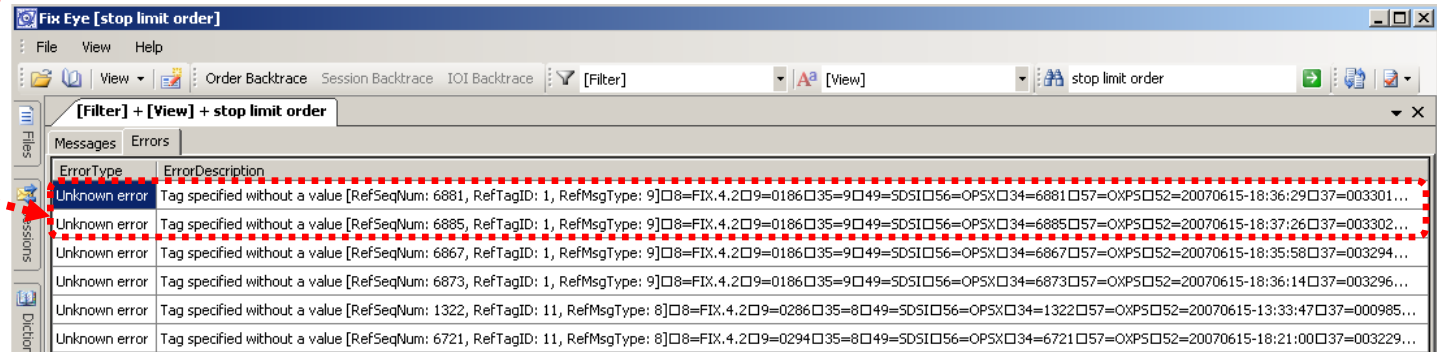 Fix Eye [stop limit order]
File View Help
View Order Backtrace Session Backtrace IOI Backtrace [Filter] Aa [View] stop limit order
[Filter] + [View] + stop limit order
Files
Messages Errors
ErrorType ErrorDescription
Unknown error Tag specified without a value [RefSeqNum: 6881, RefTagID: 1, RefMsgType: 9]□8=FIX.4.2□9=0186□35=9□49=SDSI□56=OPSX□34=6881□57=OXPS□52=20070615-18:36:29□37=003301...
Unknown error Tag specified without a value [RefSeqNum: 6885, RefTagID: 1, RefMsgType: 9]□8=FIX.4.2□9=0186□35=9□49=SDSI□56=OPSX□34=6885□57=OXPS□52=20070615-18:37:26□37=003302...
Unknown error Tag specified without a value [RefSeqNum: 6867, RefTagID: 1, RefMsgType: 9]□8=FIX.4.2□9=0186□35=9□49=SDSI□56=OPSX□34=6867□57=OXPS□52=20070615-18:35:58□37=003294...
Unknown error Tag specified without a value [RefSeqNum: 6873, RefTagID: 1, RefMsgType: 9]□8=FIX.4.2□9=0186□35=9□49=SDSI□56=OPSX□34=6873□57=OXPS□52=20070615-18:36:14□37=003296...
Unknown error Tag specified without a value [RefSeqNum: 1322, RefTagID: 11, RefMsgType: 8]□8=FIX.4.2□9=0286□35=8□49=SDSI□56=OPSX□34=1322□57=OXPS□52=20070615-13:33:47□37=000985...
Unknown error Tag specified without a value [RefSeqNum: 6721, RefTagID: 11, RefMsgType: 8]□8=FIX.4.2□9=0294□35=8□49=SDSI□56=OPSX□34=6721□57=OXPS□52=20070615-18:21:00□37=003229...